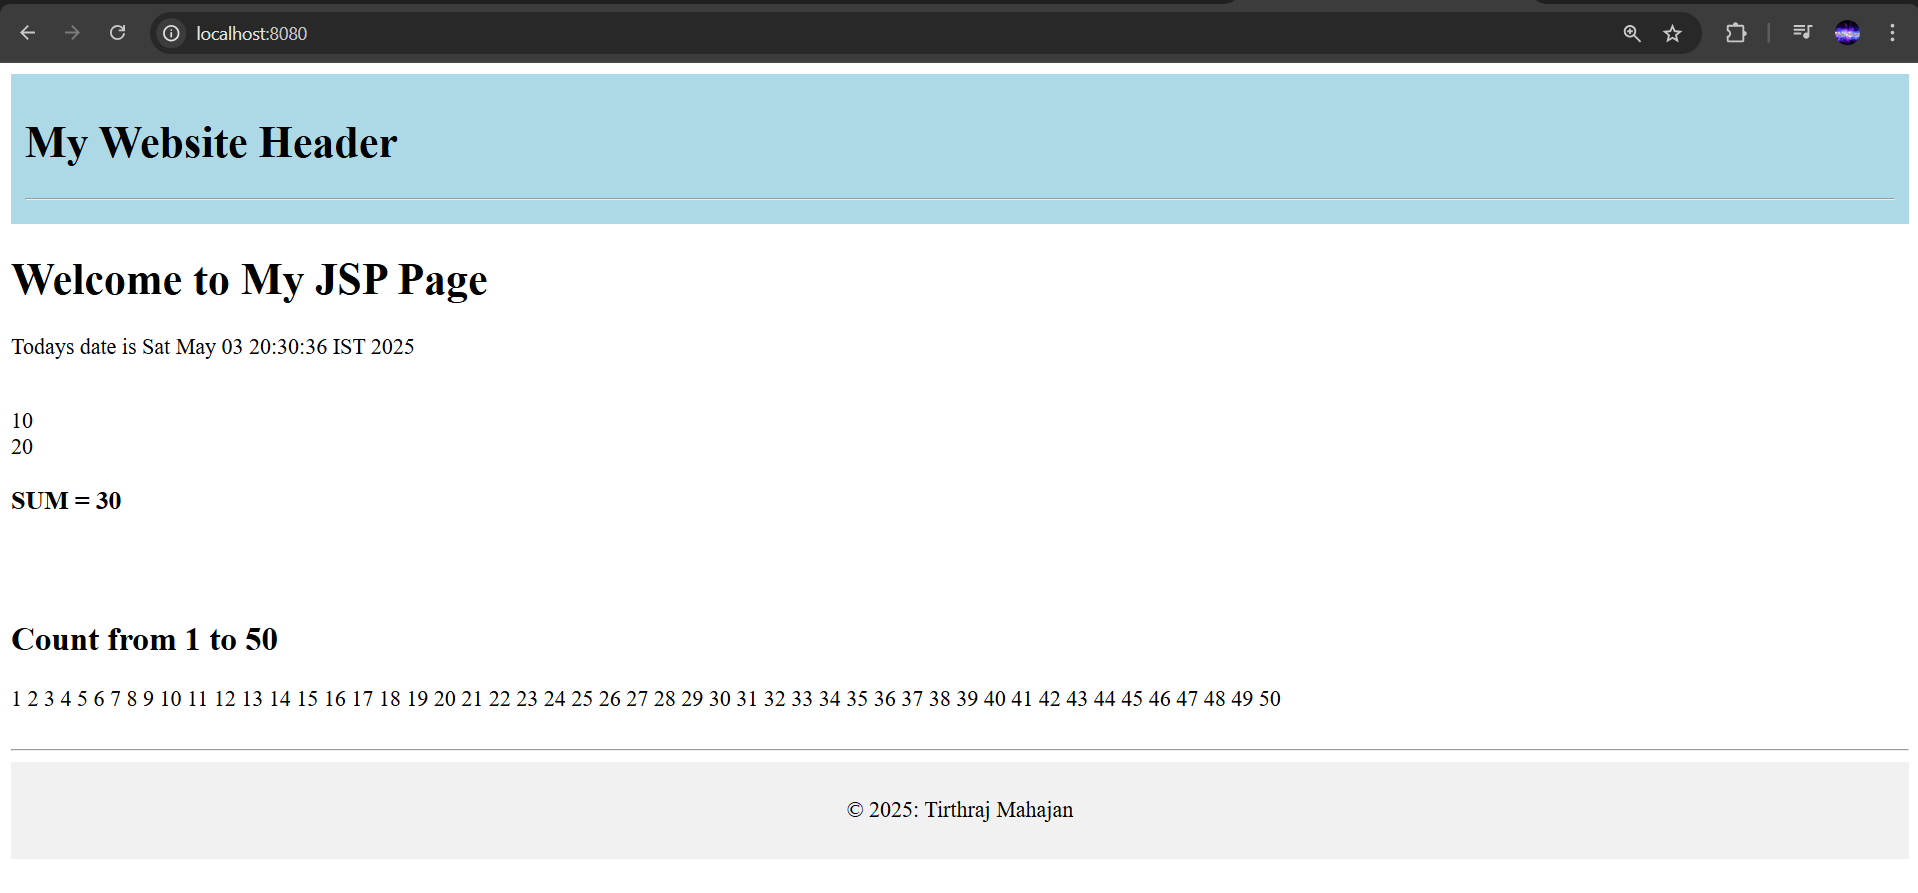 localhost:8080
My Website Header
Welcome to My JSP Page
Todays date is Sat May 03 20:30:36 IST 2025
10
20
SUM = 30
Count from 1 to 50
1 2 3 4 5 6 7 8 9 10 11 12 13 14 15 16 17 18 19 20 21 22 23 24 25 26 27 28 29 30 31 32 33 34 35 36 37 38 39 40 41 42 43 44 45 46 47 48 49 50
© 2025: Tirthraj Mahajan